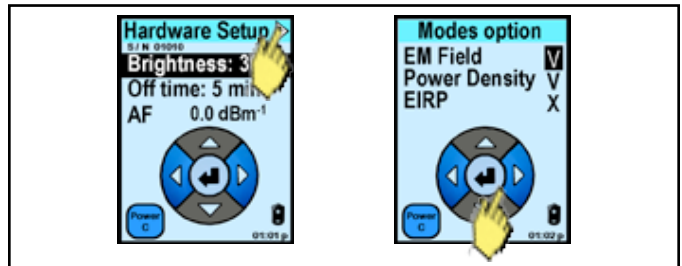 Hardware Setup
S/N 01010
Brightness: 3
Off time: 5 min
AF 0.0 dBm-1
Power
C
01:01 p
Modes option
EM Field V
Power Density V
EIRP X
Power
C
01:02 p